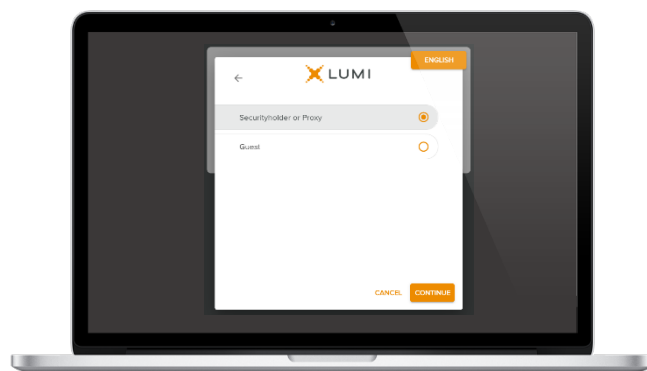 ENGLISH
LUMI
Securityholder or Proxy
Guest
CANCEL
CONTINUE